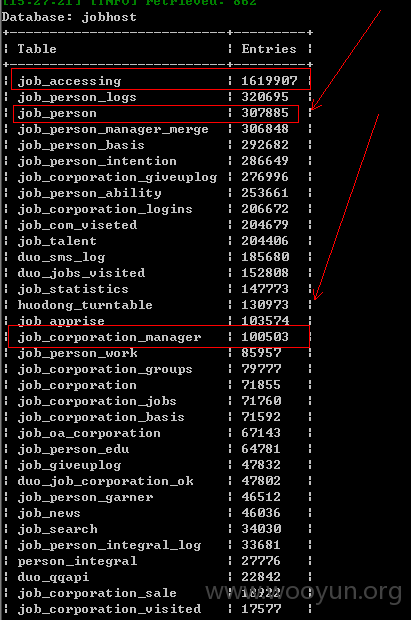 [15:27:21] [INFO] retrieved: 862
Database: jobhost
Table Entries
job_accessing 1619907
job_person_logs 320695
job_person 307885
job_person_manager_merge 306848
job_person_basis 292682
job_person_intention 286649
job_corporation_giveuplog 276996
job_person_ability 253661
job_corporation_logins 206672
job_com_viseted 204679
job_talent 204406
duo_sms_log 185680
duo_jobs_visited 152808
job_statistics 147773
huodong_turntable 130973
job_apprise 103574
job_corporation_manager 100503
job_person_work 85957
job_corporation_groups 79777
job_corporation 71855
job_corporation_jobs 71760
job_corporation_basis 71592
job_oa_corporation 67143
job_person_edu 64781
job_giveuplog 47832
duo_job_corporation_ok 47802
job_person_garner 46512
job_news 46036
job_search 34030
job_person_integral_log 33681
person_integral 27776
duo_qqapi 22842
job_corporation_sale 18922
job_corporation_visited 17577
www.wooyun.org